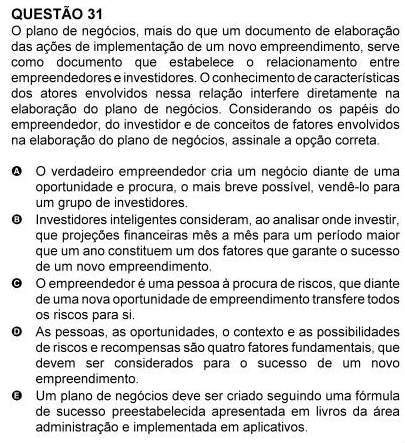 QUESTÃO 31
O plano de negócios, mais do que um documento de elaboração
das ações de implementação de um novo empreendimento, serve
como documento que estabelece o relacionamento entre
empreendedores e investidores. O conhecimento de características
dos atores envolvidos nessa relação interfere diretamente na
elaboração do plano de negócios. Considerando os papéis do
empreendedor, do investidor e de conceitos de fatores envolvidos
na elaboração do plano de negócios, assinale a opção correta.
A O verdadeiro empreendedor cria um negócio diante de uma
oportunidade e procura, o mais breve possível, vendê-lo para
um grupo de investidores.
B Investidores inteligentes consideram, ao analisar onde investir,
que projeções financeiras mês a mês para um período maior
que um ano constituem um dos fatores que garante o sucesso
de um novo empreendimento.
C O empreendedor é uma pessoa à procura de riscos, que diante
de uma nova oportunidade de empreendimento transfere todos
os riscos para si.
D As pessoas, as oportunidades, o contexto e as possibilidades
de riscos e recompensas são quatro fatores fundamentais, que
devem ser considerados para o sucesso de um novo
empreendimento.
E Um plano de negócios deve ser criado seguindo uma fórmula
de sucesso preestabelecida apresentada em livros da área
administração e implementada em aplicativos.